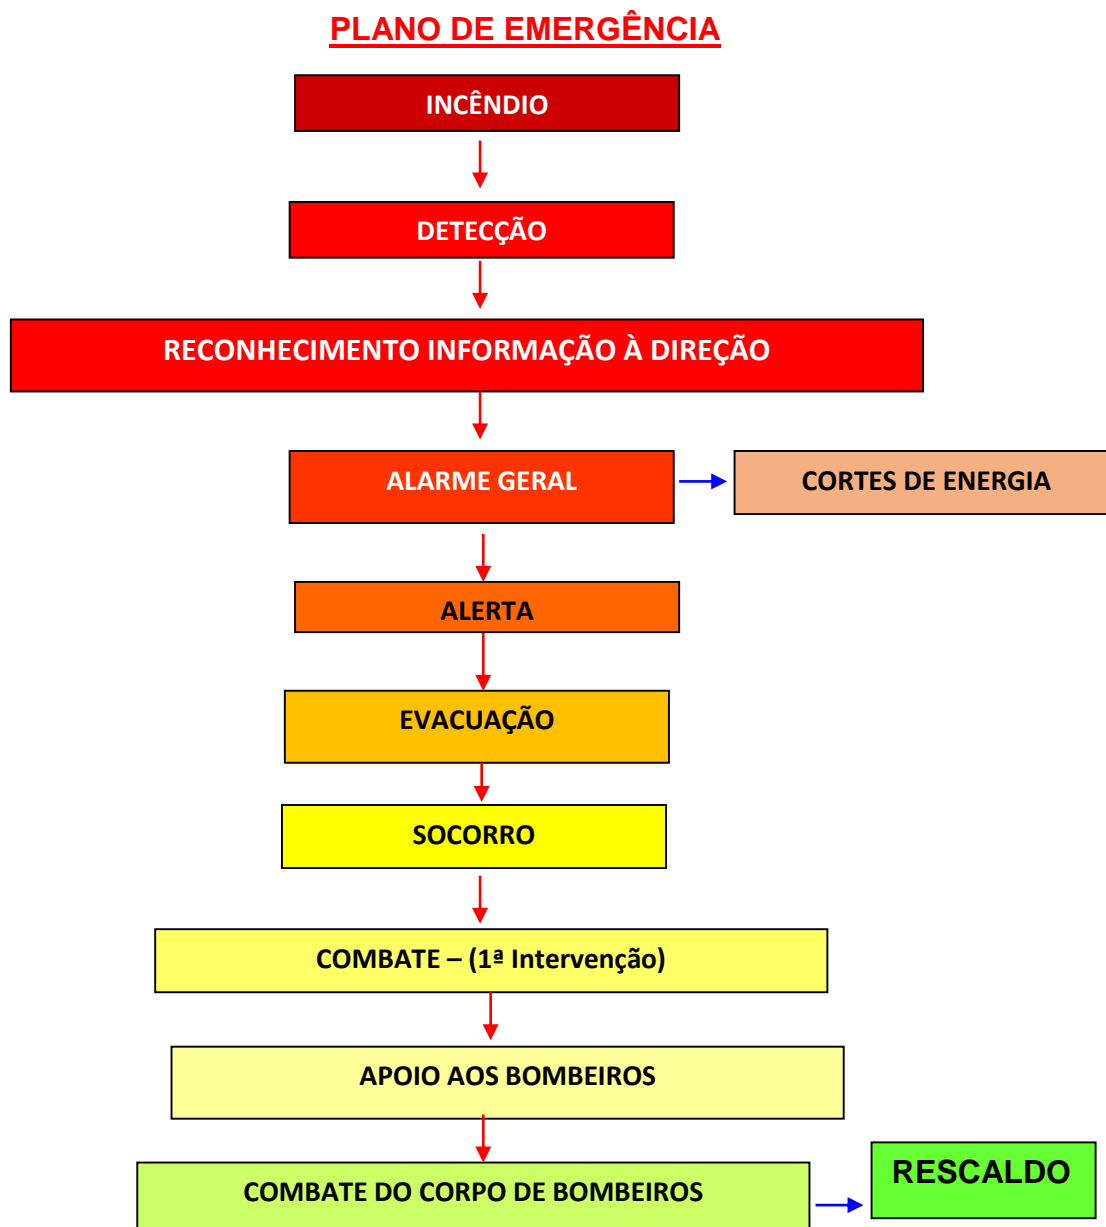 PLANO DE EMERGÊNCIA
INCÊNDIO
DETECÇÃO
RECONHECIMENTO INFORMAÇÃO À DIREÇÃO
ALARME GERAL
CORTES DE ENERGIA
ALERTA
EVACUAÇÃO
SOCORRO
COMBATE – (1ª Intervenção)
APOIO AOS BOMBEIROS
COMBATE DO CORPO DE BOMBEIROS
RESCALDO